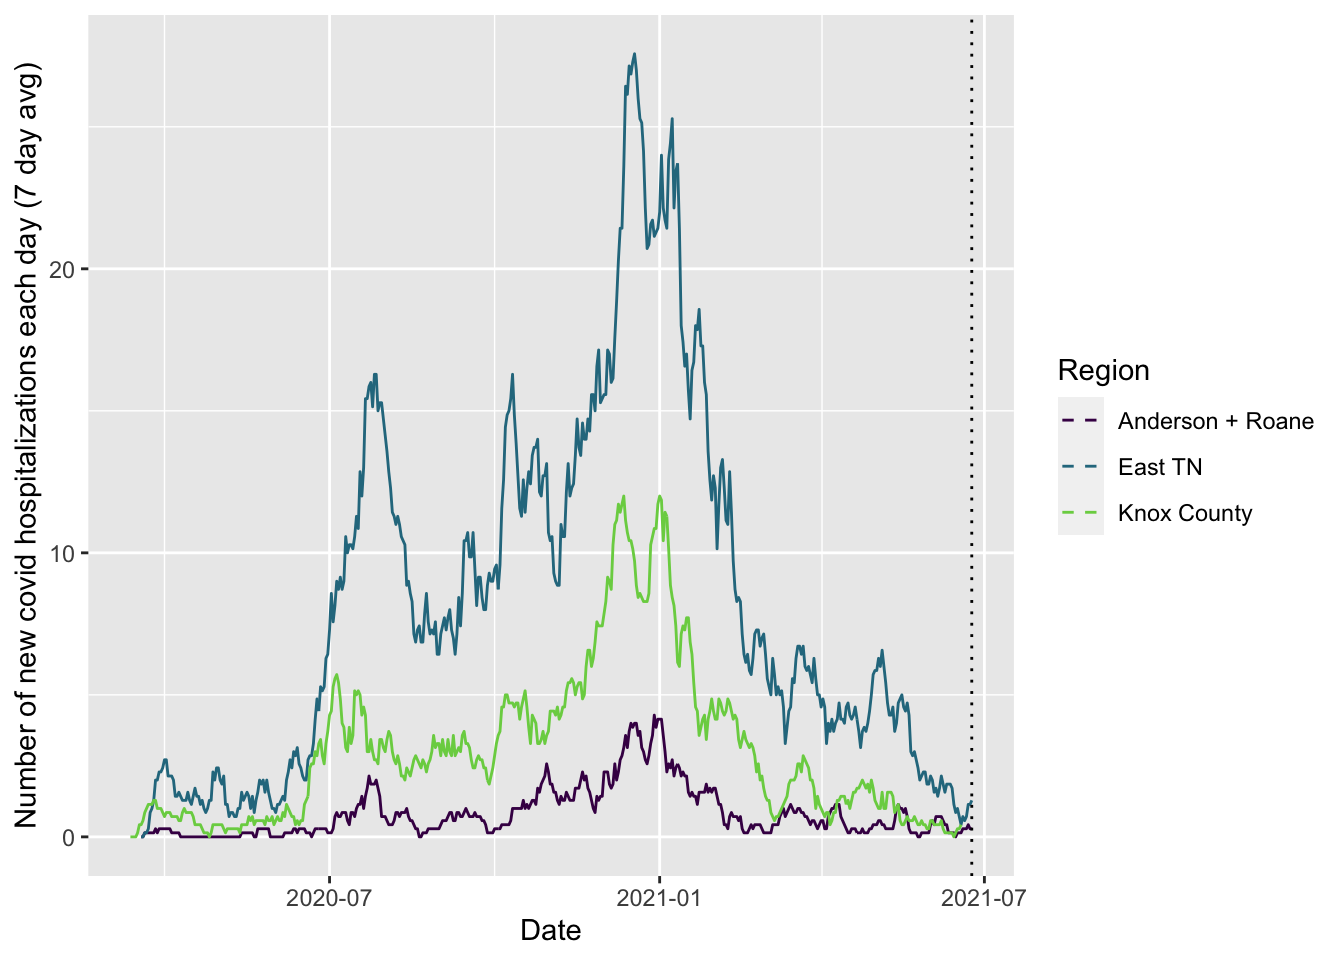 Number of new covid hospitalizations each day (7 day avg)
20
10
0
2020-07
2021-01
2021-07
Date
Region
Anderson + Roane
East TN
Knox County